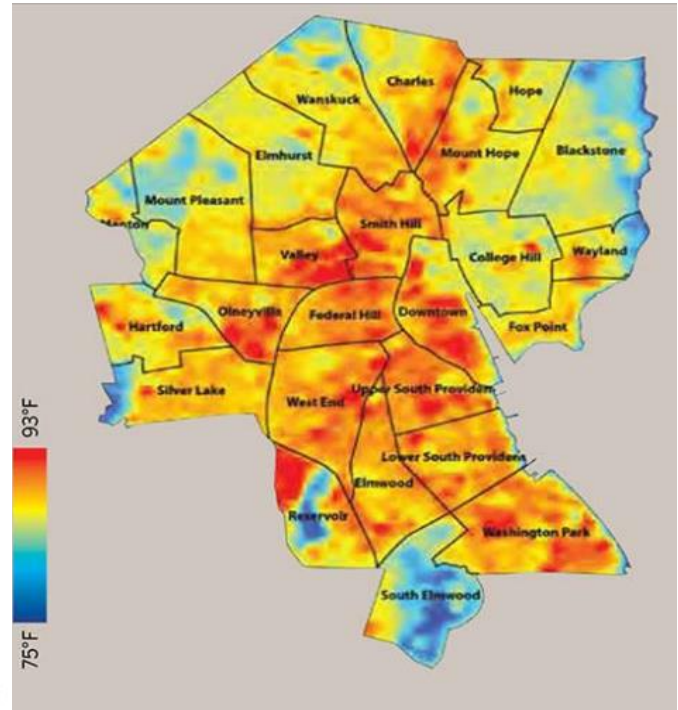 Charles
Hope
Wanskuck
Elmhurst
Mount Hope
Blackstone
Mount Pleasant
Smith Hill
Valley
College Hill
Wayland
Olneyville
Federal Hill
Downtown
Hartford
Fox Point
Silver Lake
West End
Upper South Providen
Lower South Providens
Elmwood
Reservoir
Washington Park
South Elmwood
93°F
75°F